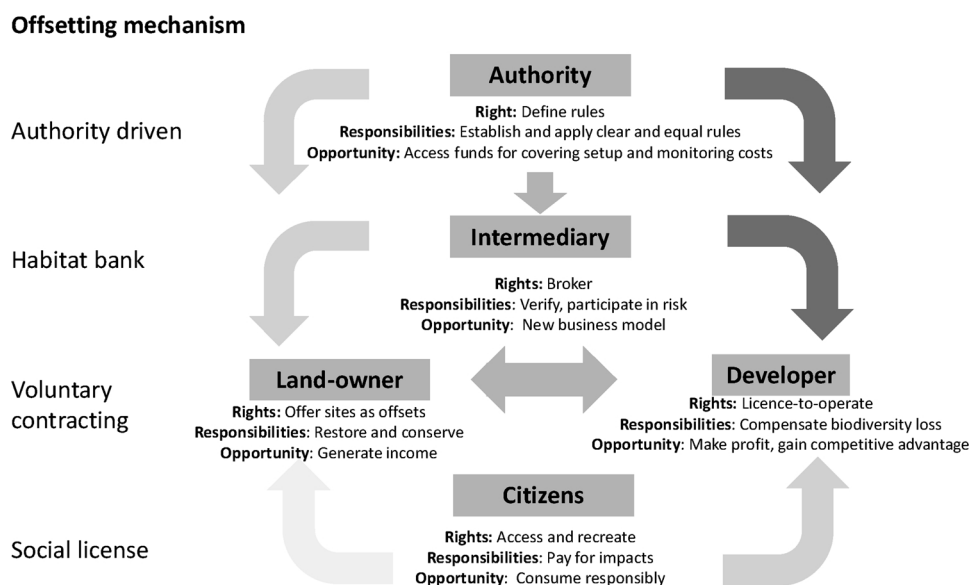 Offsetting mechanism
Authority driven
Authority
Right: Define rules
Responsibilities: Establish and apply clear and equal rules
Opportunity: Access funds for covering setup and monitoring costs
Habitat bank
Intermediary
Rights: Broker
Responsibilities: Verify, participate in risk
Opportunity: New business model
Voluntary
contracting
Land-owner
Rights: Offer sites as offsets
Responsibilities: Restore and conserve
Opportunity: Generate income
Developer
Rights: Licence-to-operate
Responsibilities: Compensate biodiversity loss
Opportunity: Make profit, gain competitive advantage
Social license
Citizens
Rights: Access and recreate
Responsibilities: Pay for impacts
Opportunity: Consume responsibly